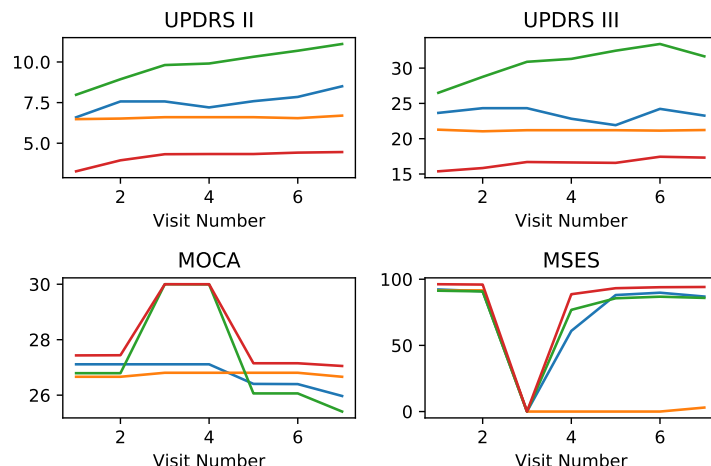 UPDRS II
10.0
7.5
5.0
2 4 6
Visit Number
UPDRS III
30
25
20
15
2 4 6
Visit Number
MOCA
30
28
26
2 4 6
Visit Number
MSES
100
50
0
2 4 6
Visit Number